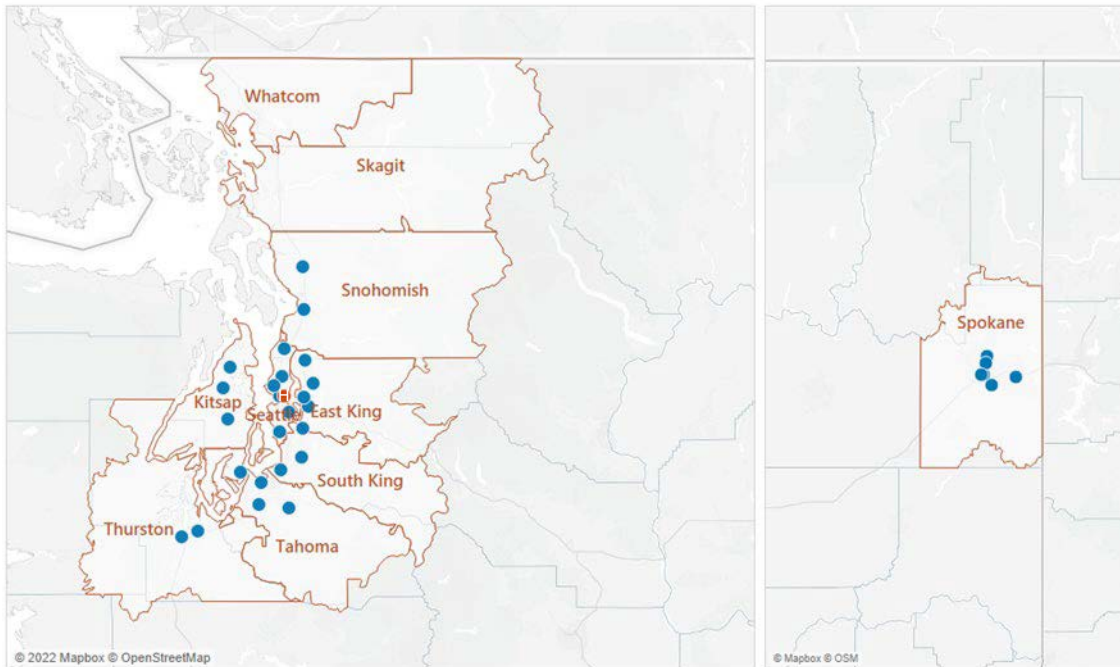 Whatcom
Skagit
Snohomish
Kitsap
Seattle
East King
South King
Thurston
Tahoma
© 2022 Mapbox © OpenStreetMap
Spokane
© Mapbox © OSM